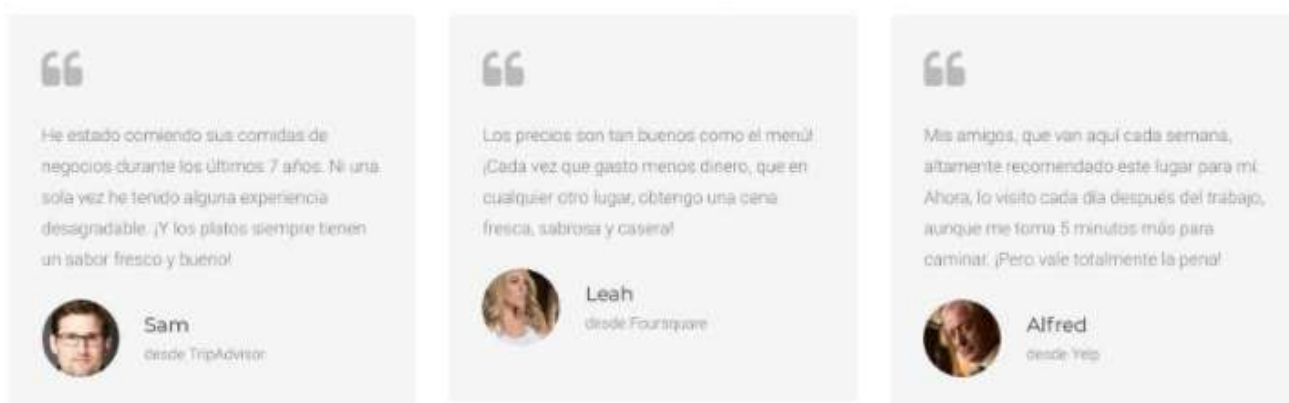 He estado comiendo sus comidas de
negocios durante los últimos 7 años. Ni una
sola vez he tenido alguna experiencia
desagradable. ¡Y los platos siempre tienen
un sabor fresco y bueno!
Sam
desde TripAdvisor
Los precios son tan buenos como el menú!
¡Cada vez que gasto menos dinero, que en
cualquier otro lugar, obtengo una cena
fresca, sabrosa y casera!
Leah
desde Foursquare
Mis amigos, que van aquí cada semana,
altamente recomendado este lugar para mí.
Ahora, lo visito cada día después del trabajo,
aunque me toma 5 minutos más para
caminar. ¡Pero vale totalmente la pena!
Alfred
desde Yelp